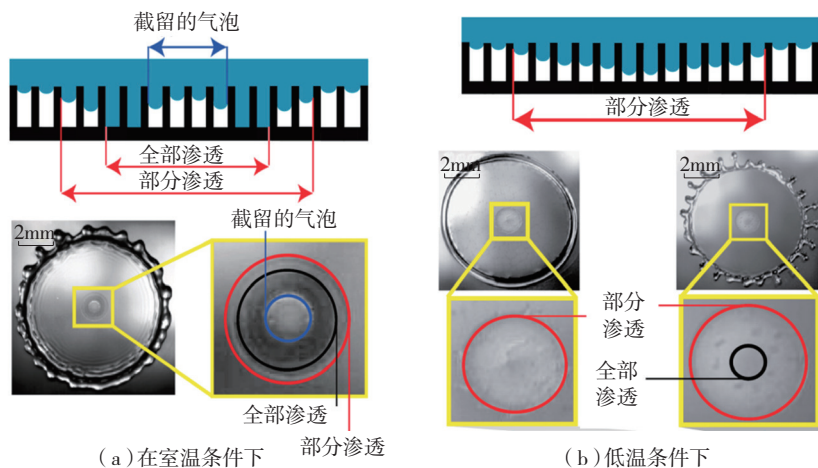 截留的气泡
全部渗透
部分渗透
截留的气泡
2mm
全部渗透
部分渗透
(a)在室温条件下
部分渗透
2mm
2mm
部分
渗透
全部
渗透
(b)低温条件下